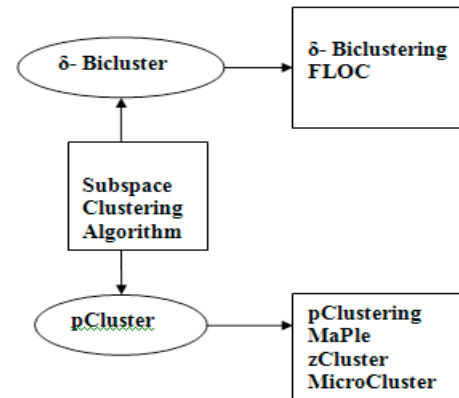 δ- Bicluster
δ- Biclustering
FLOC
Subspace
Clustering
Algorithm
pCluster
pClustering
MaPle
zCluster
MicroCluster